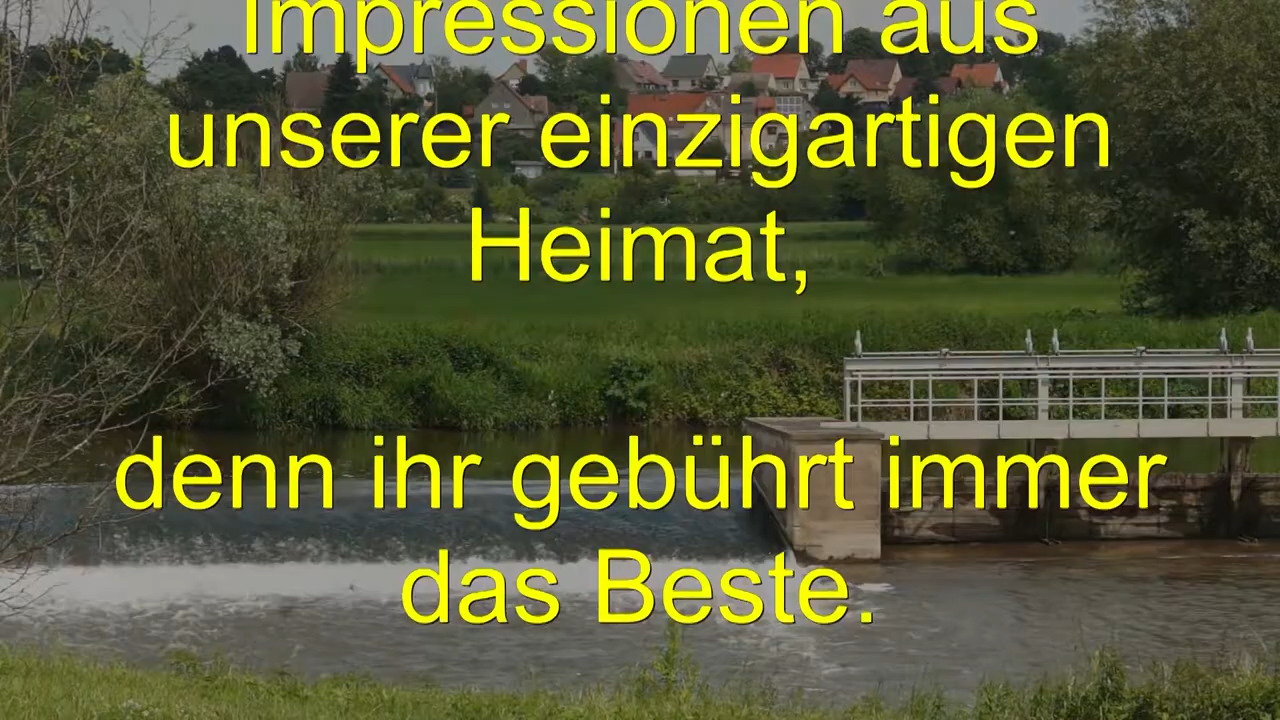 Impressionen aus
unserer einzigartigen
Heimat,
denn ihr gebührt immer
das Beste.